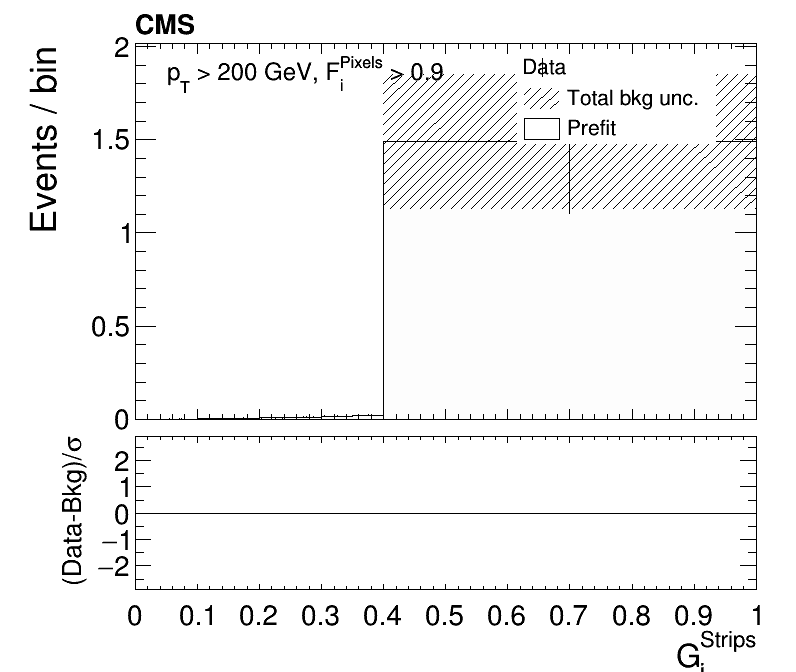 CMS
p_T > 200 GeV, F_i^Pixels > 0.9
Data
Total bkg unc.
Prefit
Events / bin
2
1.5
1
0.5
0
(Data-Bkg)/σ
2
1
0
−1
−2
0 0.1 0.2 0.3 0.4 0.5 0.6 0.7 0.8 0.9 1
G_i^Strips